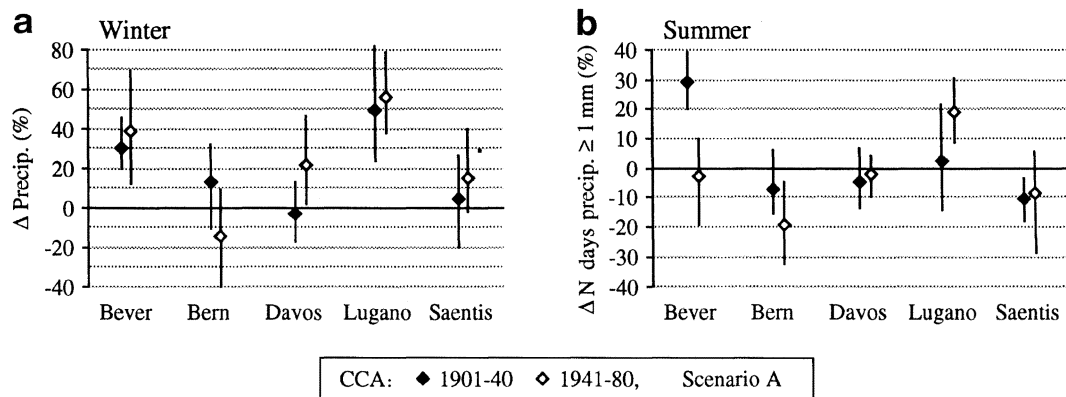 a
Winter
Δ Precip. (%)
80
60
40
20
0
-20
-40
Bever Bern Davos Lugano Saentis
b
Summer
Δ N days precip. ≥ 1 mm (%)
40
30
20
10
0
-10
-20
-30
-40
Bever Bern Davos Lugano Saentis
CCA: ◆ 1901-40 ◇ 1941-80, Scenario A